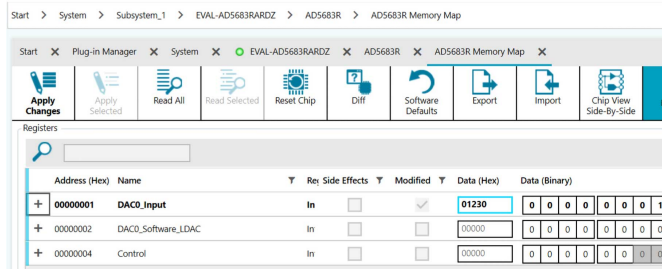 Start > System > Subsystem_1 > EVAL-AD5683RARDZ > AD5683R > AD5683R Memory Map
Start Plug-in Manager System EVAL-AD5683RARDZ AD5683R AD5683R Memory Map
Apply Changes Apply Selected Read All Read Selected Reset Chip Diff Software Defaults Export Import Chip View Side-By-Side
Registers
Address (Hex) Name Side Effects Modified Data (Hex) Data (Binary)
+ 00000001 DAC0_Input In 01230 0 0 0 0 0 0 0 1
+ 00000002 DAC0_Software_LDAC In 00000 0 0 0 0 0 0 0 0
+ 00000004 Control In 00000 0 0 0 0 0 0 0 0